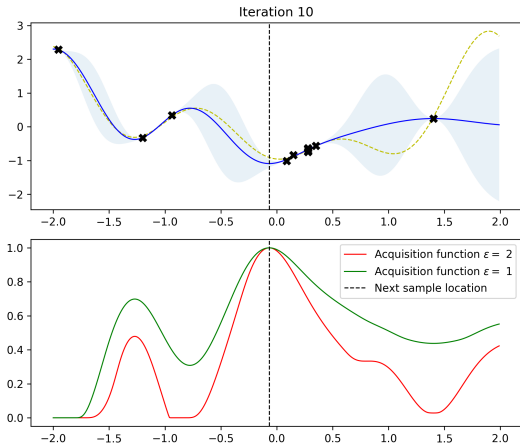 Iteration 10
3
2
1
0
−1
−2
−2.0 −1.5 −1.0 −0.5 0.0 0.5 1.0 1.5 2.0
1.0
0.8
0.6
0.4
0.2
0.0
Acquisition function ε = 2
Acquisition function ε = 1
Next sample location
−2.0 −1.5 −1.0 −0.5 0.0 0.5 1.0 1.5 2.0